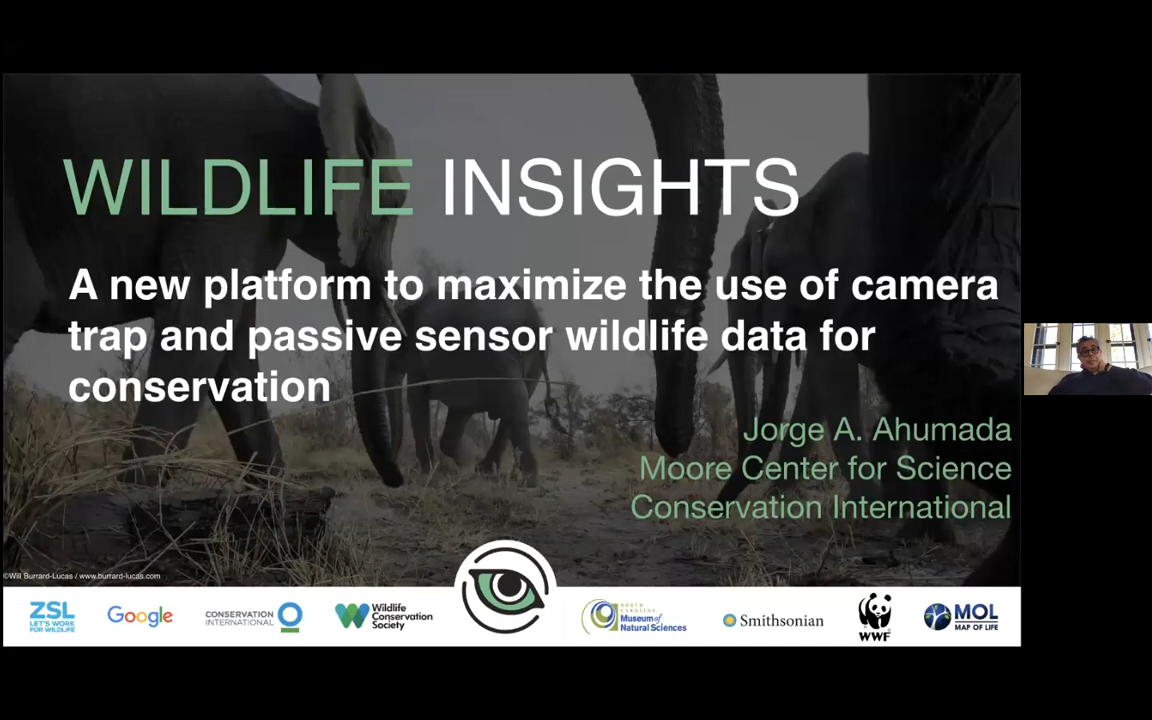 WILDLIFE INSIGHTS
A new platform to maximize the use of camera
trap and passive sensor wildlife data for
conservation
Jorge A. Ahumada
Moore Center for Science
Conservation International
©Will Burrard-Lucas / www.burrard-lucas.com
ZSL
LET'S WORK
FOR WILDLIFE
Google
CONSERVATION
INTERNATIONAL
Wildlife
Conservation
Society
NORTH
CAROLINA
Museum of
Natural Sciences
Smithsonian
WWF
MOL
MAP OF LIFE